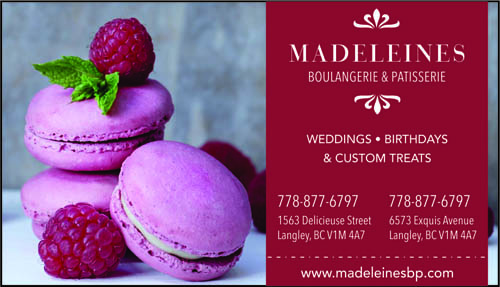 MADELEINES
BOULANGERIE & PATISSERIE
WEDDINGS • BIRTHDAYS
& CUSTOM TREATS
778-877-6797
1563 Delicieuse Street
Langley, BC V1M 4A7
778-877-6797
6573 Exquis Avenue
Langley, BC V1M 4A7
www.madeleinesbp.com